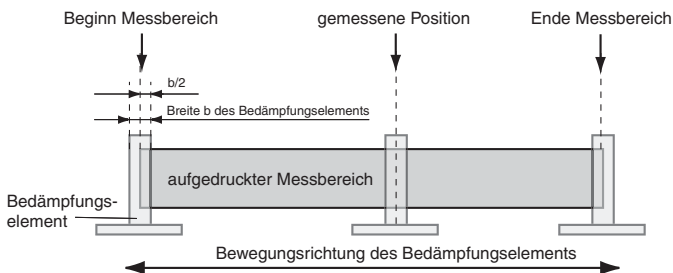 Beginn Messbereich
gemessene Position
Ende Messbereich
b/2
Breite b des Bedämpfungselements
aufgedruckter Messbereich
Bedämpfungs-
element
Bewegungsrichtung des Bedämpfungselements